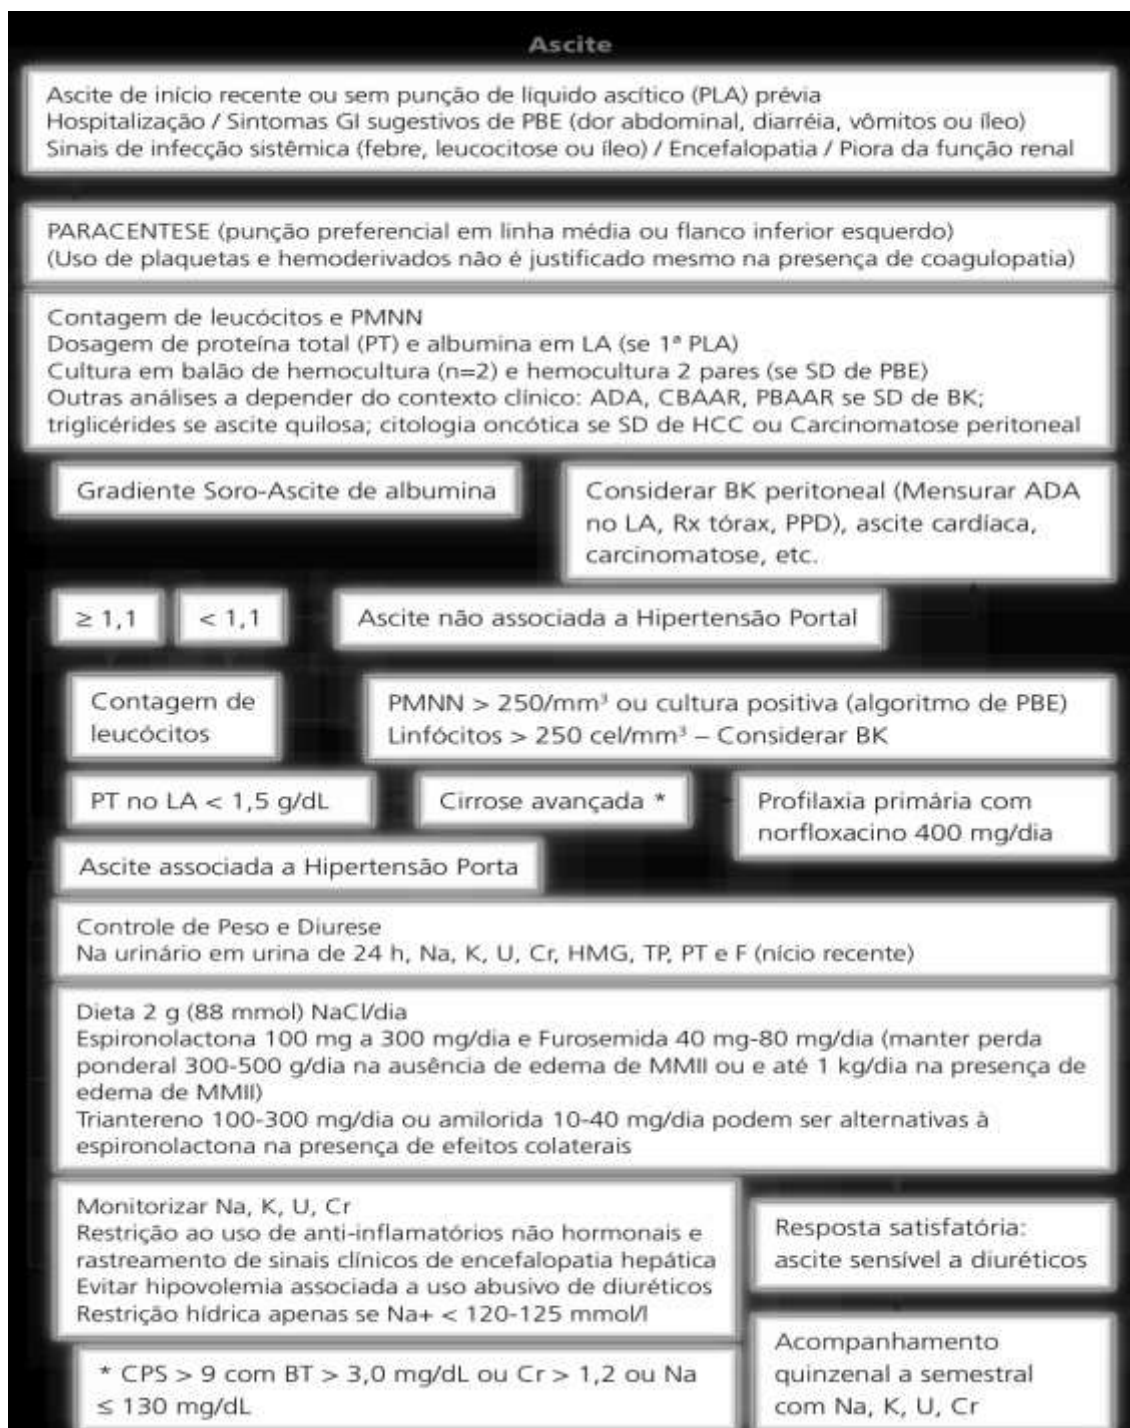 Ascite
Ascite de início recente ou sem punção de líquido ascítico (PLA) prévia
Hospitalização / Sintomas GI sugestivos de PBE (dor abdominal, diarréia, vômitos ou íleo)
Sinais de infecção sistêmica (febre, leucocitose ou íleo) / Encefalopatia / Piora da função renal
PARACENTESE (punção preferencial em linha média ou flanco inferior esquerdo)
(Uso de plaquetas e hemoderivados não é justificado mesmo na presença de coagulopatia)
Contagem de leucócitos e PMNN
Dosagem de proteína total (PT) e albumina em LA (se 1ª PLA)
Cultura em balão de hemocultura (n=2) e hemocultura 2 pares (se SD de PBE)
Outras análises a depender do contexto clínico: ADA, CBAAR, PBAAR se SD de BK;
triglicérides se ascite quilosa; citologia oncótica se SD de HCC ou Carcinomatose peritoneal
Gradiente Soro-Ascite de albumina
Considerar BK peritoneal (Mensurar ADA
no LA, Rx tórax, PPD), ascite cardíaca,
carcinomatose, etc.
≥ 1,1
< 1,1
Ascite não associada a Hipertensão Portal
Contagem de
leucócitos
PMNN > 250/mm³ ou cultura positiva (algoritmo de PBE)
Linfócitos > 250 cel/mm³ – Considerar BK
PT no LA < 1,5 g/dL
Cirrose avançada *
Profilaxia primária com
norfloxacino 400 mg/dia
Ascite associada a Hipertensão Porta
Controle de Peso e Diurese
Na urinário em urina de 24 h, Na, K, U, Cr, HMG, TP, PT e F (nício recente)
Dieta 2 g (88 mmol) NaCl/dia
Espironolactona 100 mg a 300 mg/dia e Furosemida 40 mg-80 mg/dia (manter perda
ponderal 300-500 g/dia na ausência de edema de MMII ou e até 1 kg/dia na presença de
edema de MMII)
Triantereno 100-300 mg/dia ou amilorida 10-40 mg/dia podem ser alternativas à
espironolactona na presença de efeitos colaterais
Monitorizar Na, K, U, Cr
Restrição ao uso de anti-inflamatórios não hormonais e
rastreamento de sinais clínicos de encefalopatia hepática
Evitar hipovolemia associada a uso abusivo de diuréticos
Restrição hídrica apenas se Na+ < 120-125 mmol/l
Resposta satisfatória:
ascite sensível a diuréticos
* CPS > 9 com BT > 3,0 mg/dL ou Cr > 1,2 ou Na
≤ 130 mg/dL
Acompanhamento
quinzenal a semestral
com Na, K, U, Cr